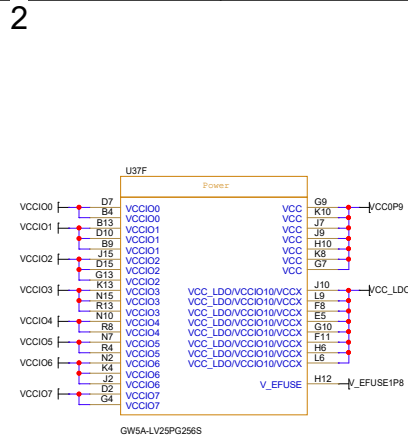 2
U37F
Power
VCCIO0 D7 VCCIO0 VCC G9 VCC0P9
B4 VCCIO0 VCC K10
VCCIO1 B13 VCCIO1 VCC J7
D10 VCCIO1 VCC J9
B9 VCCIO1 VCC H10
VCCIO2 J15 VCCIO2 VCC K8
D15 VCCIO2 VCC G7
G13 VCCIO2
VCCIO3 K13 VCCIO3 VCC_LDO/VCCIO10/VCCX J10 VCC_LDO
N15 VCCIO3 VCC_LDO/VCCIO10/VCCX L9
R13 VCCIO3 VCC_LDO/VCCIO10/VCCX F8
VCCIO4 N10 VCCIO4 VCC_LDO/VCCIO10/VCCX E5
R8 VCCIO4 VCC_LDO/VCCIO10/VCCX G10
VCCIO5 N7 VCCIO5 VCC_LDO/VCCIO10/VCCX F11
R4 VCCIO5 VCC_LDO/VCCIO10/VCCX H6
VCCIO6 N2 VCCIO6 VCC_LDO/VCCIO10/VCCX L6
K4 VCCIO6
J2 VCCIO6 V_EFUSE H12 V_EFUSE1P8
VCCIO7 D2 VCCIO7
G4 VCCIO7
GW5A-LV25PG256S